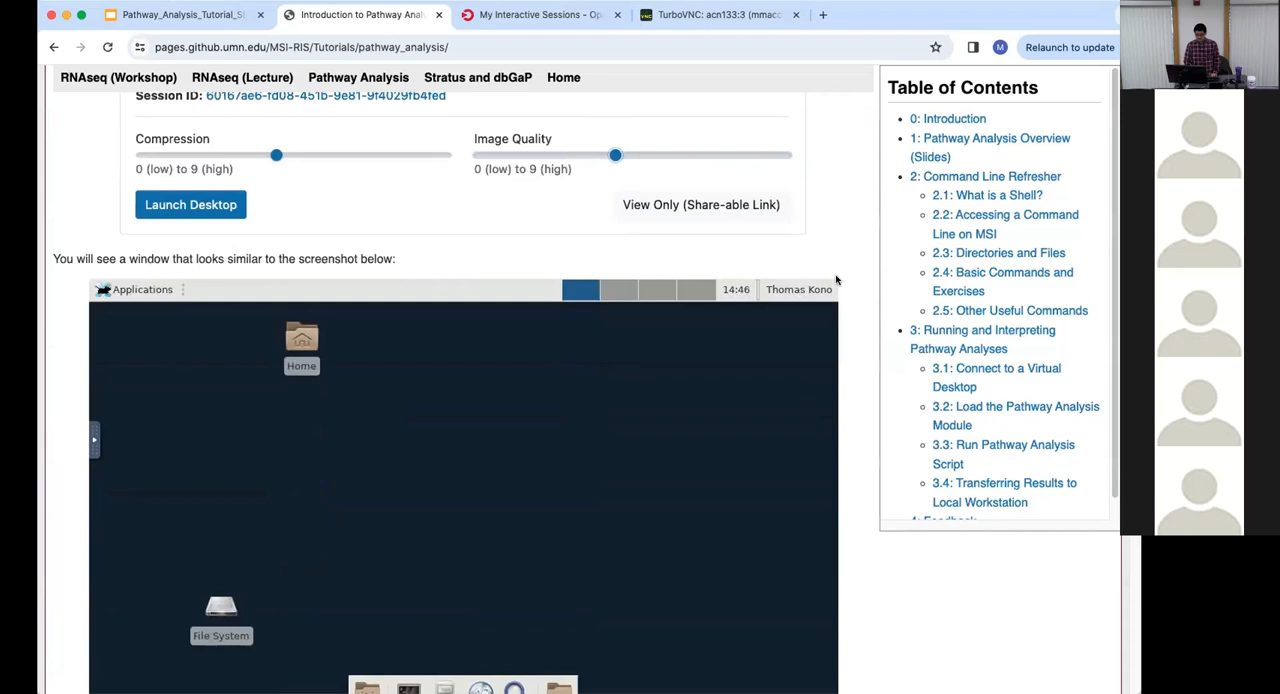 Pathway_Analysis_Tutorial_Sl
Introduction to Pathway Anal
My Interactive Sessions - Op
TurboVNC: acn133:3 (mmacc
pages.github.umn.edu/MSI-RIS/Tutorials/pathway_analysis/
M
Relaunch to update
RNAseq (Workshop)
RNAseq (Lecture)
Pathway Analysis
Stratus and dbGaP
Home
Session ID: 60167ae6-fd08-451b-9e81-9f4029fb4fed
Compression
Image Quality
0 (low) to 9 (high)
0 (low) to 9 (high)
Launch Desktop
View Only (Share-able Link)
You will see a window that looks similar to the screenshot below:
Applications
14:46
Thomas Kono
Home
File System
Table of Contents
0: Introduction
1: Pathway Analysis Overview
(Slides)
2: Command Line Refresher
2.1: What is a Shell?
2.2: Accessing a Command
Line on MSI
2.3: Directories and Files
2.4: Basic Commands and
Exercises
2.5: Other Useful Commands
3: Running and Interpreting
Pathway Analyses
3.1: Connect to a Virtual
Desktop
3.2: Load the Pathway Analysis
Module
3.3: Run Pathway Analysis
Script
3.4: Transferring Results to
Local Workstation
4: Feedback